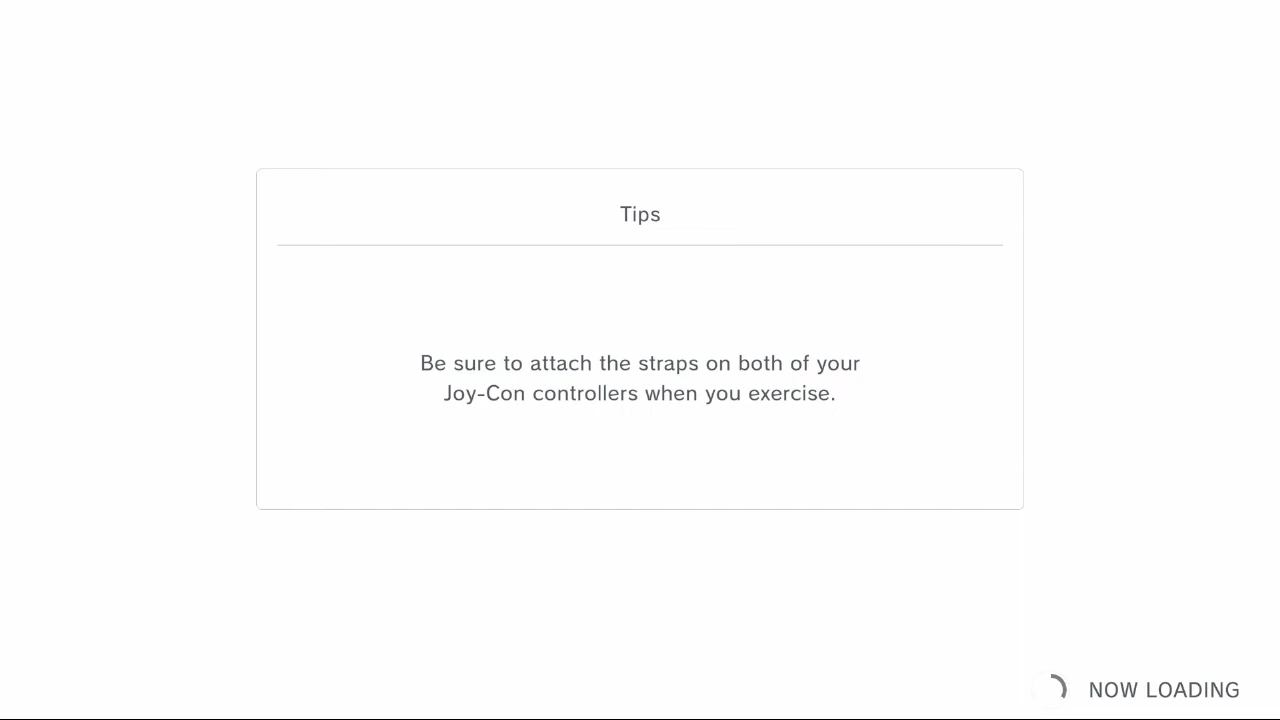 Tips
Be sure to attach the straps on both of your
Joy-Con controllers when you exercise.
NOW LOADING